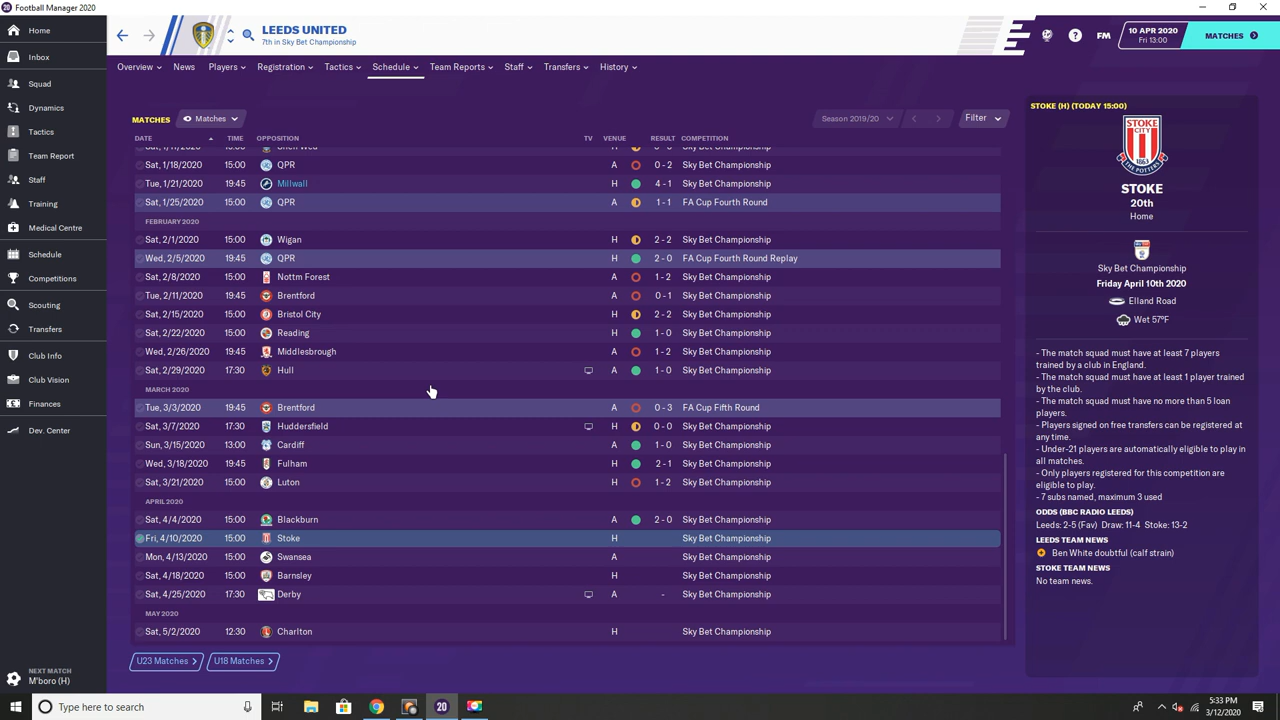 20 Football Manager 2020
LEEDS UNITED
7th in Sky Bet Championship
FM
10 APR 2020
Fri 13:00
MATCHES
Overview News Players Registration Tactics Schedule Team Reports Staff Transfers History
Home
Inbox
Squad
Dynamics
Tactics
Team Report
Staff
Training
Medical Centre
Schedule
Competitions
Scouting
Transfers
Club Info
Club Vision
Finances
Dev. Center
NEXT MATCH
M'boro (H)
MATCHES Matches Season 2019/20 Filter
DATE TIME OPPOSITION TV VENUE RESULT COMPETITION
Sat, 1/18/2020 15:00 QPR A 0 - 2 Sky Bet Championship
Tue, 1/21/2020 19:45 Millwall H 4 - 1 Sky Bet Championship
Sat, 1/25/2020 15:00 QPR A 1 - 1 FA Cup Fourth Round
FEBRUARY 2020
Sat, 2/1/2020 15:00 Wigan H 2 - 2 Sky Bet Championship
Wed, 2/5/2020 19:45 QPR H 2 - 0 FA Cup Fourth Round Replay
Sat, 2/8/2020 15:00 Nottm Forest A 1 - 2 Sky Bet Championship
Tue, 2/11/2020 19:45 Brentford A 0 - 1 Sky Bet Championship
Sat, 2/15/2020 15:00 Bristol City H 2 - 2 Sky Bet Championship
Sat, 2/22/2020 15:00 Reading H 1 - 0 Sky Bet Championship
Wed, 2/26/2020 19:45 Middlesbrough A 1 - 2 Sky Bet Championship
Sat, 2/29/2020 17:30 Hull A 1 - 0 Sky Bet Championship
MARCH 2020
Tue, 3/3/2020 19:45 Brentford A 0 - 3 FA Cup Fifth Round
Sat, 3/7/2020 17:30 Huddersfield H 0 - 0 Sky Bet Championship
Sun, 3/15/2020 13:00 Cardiff A 1 - 0 Sky Bet Championship
Wed, 3/18/2020 19:45 Fulham H 2 - 1 Sky Bet Championship
Sat, 3/21/2020 15:00 Luton H 1 - 2 Sky Bet Championship
APRIL 2020
Sat, 4/4/2020 15:00 Blackburn A 2 - 0 Sky Bet Championship
Fri, 4/10/2020 15:00 Stoke H Sky Bet Championship
Mon, 4/13/2020 15:00 Swansea A Sky Bet Championship
Sat, 4/18/2020 15:00 Barnsley H Sky Bet Championship
Sat, 4/25/2020 17:30 Derby A - Sky Bet Championship
MAY 2020
Sat, 5/2/2020 12:30 Charlton H Sky Bet Championship
U23 Matches U18 Matches
STOKE (H) (TODAY 15:00)
STOKE
CITY
1863
THE POTTERS
STOKE
20th
Home
Sky Bet Championship
Friday April 10th 2020
Elland Road
Wet 57°F
- The match squad must have at least 7 players
trained by a club in England.
- The match squad must have at least 1 player trained
by the club.
- The match squad must have no more than 5 loan
players.
- Players signed on free transfers can be registered at
any time.
- Under-21 players are automatically eligible to play in
all matches.
- Only players registered for this competition are
eligible to play.
- 7 subs named, maximum 3 used
ODDS (BBC RADIO LEEDS)
Leeds: 2-5 (Fav) Draw: 11-4 Stoke: 13-2
LEEDS TEAM NEWS
Ben White doubtful (calf strain)
STOKE TEAM NEWS
No team news.
Type here to search
20
5:33 PM
3/12/2020